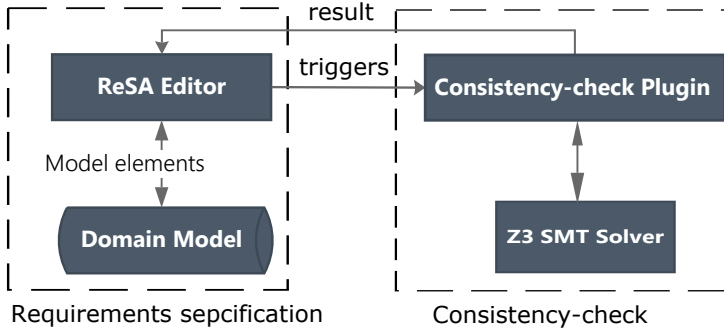 result
triggers
ReSA Editor
Consistency-check Plugin
Model elements
Domain Model
Z3 SMT Solver
Requirements sepcification
Consistency-check